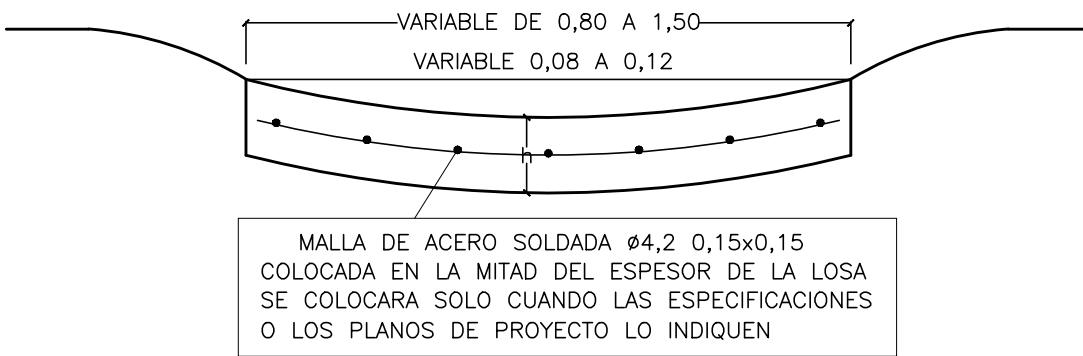 VARIABLE DE 0,80 A 1,50
VARIABLE 0,08 A 0,12
h
MALLA DE ACERO SOLDADA ø4,2 0,15x0,15
COLOCADA EN LA MITAD DEL ESPESOR DE LA LOSA
SE COLOCARA SOLO CUANDO LAS ESPECIFICACIONES
O LOS PLANOS DE PROYECTO LO INDIQUEN